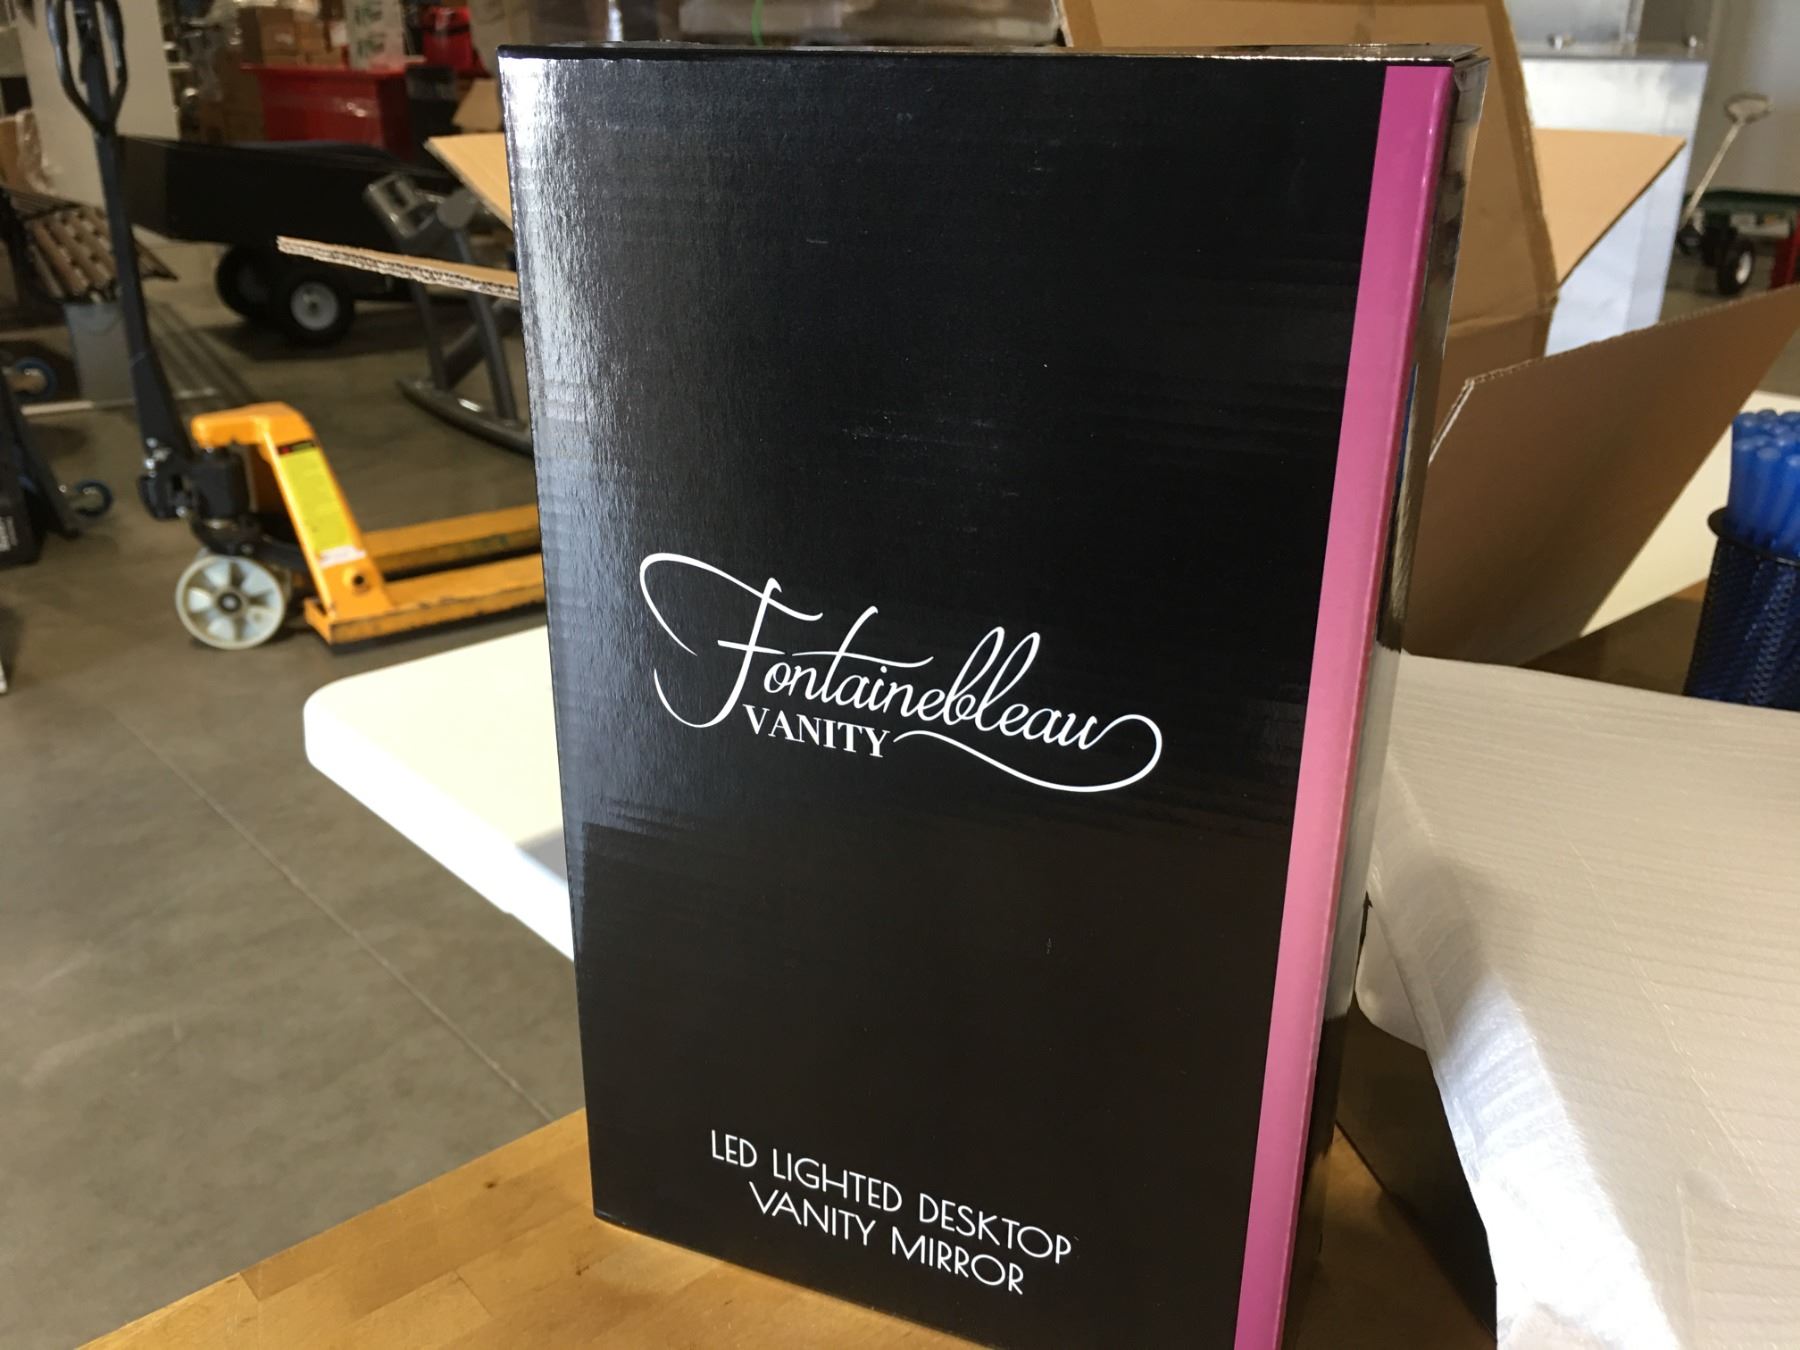 Fontainebleau
VANITY
LED LIGHTED DESKTOP
VANITY MIRROR